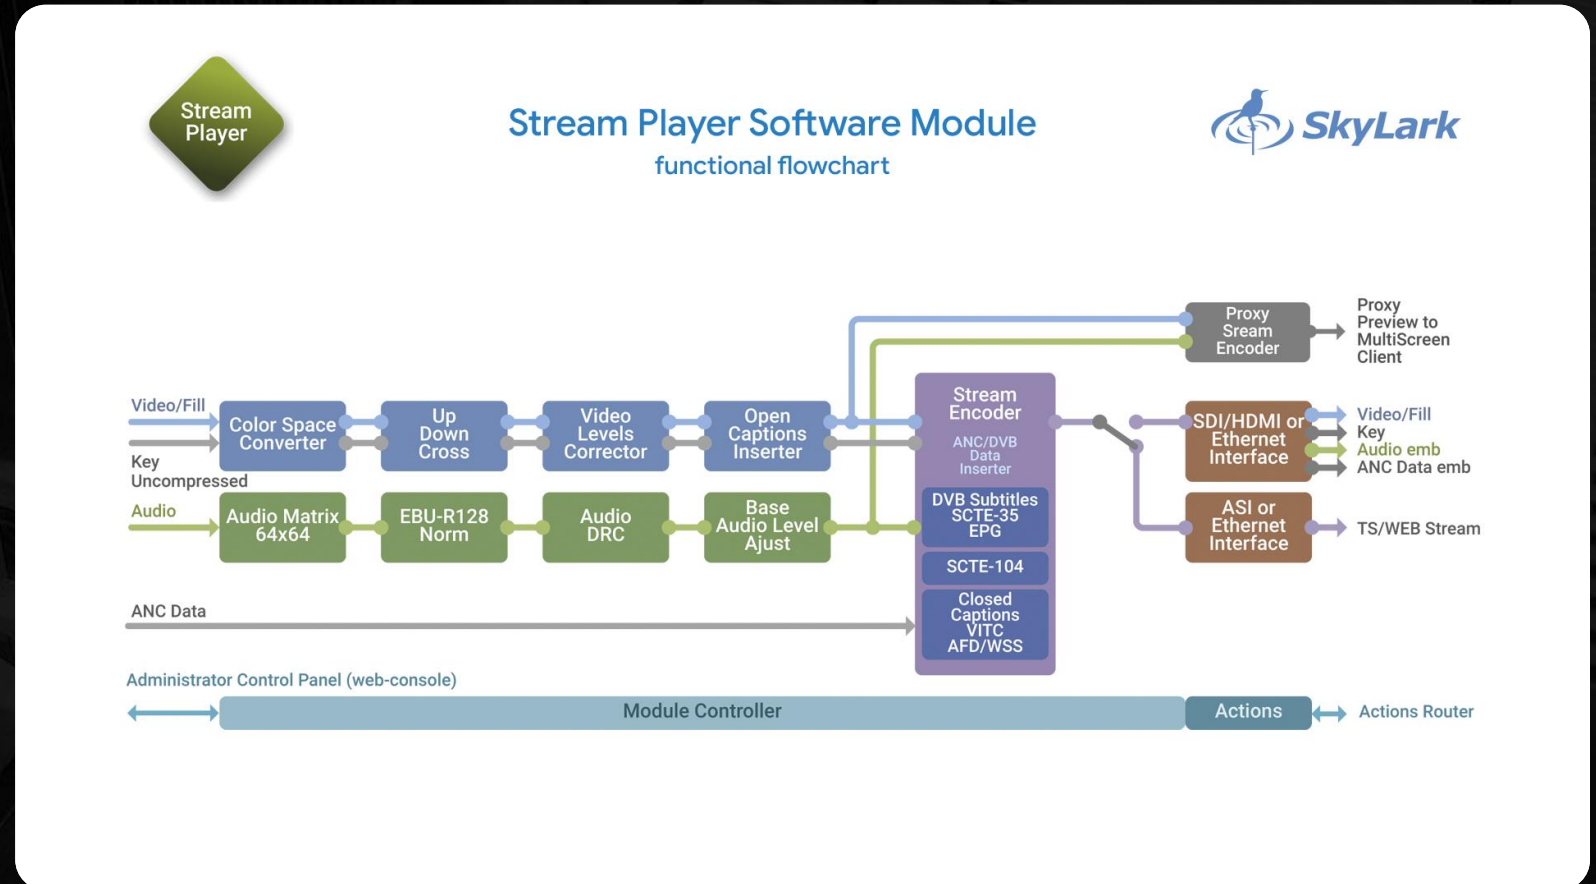 Stream
Player
Stream Player Software Module
functional flowchart
SkyLark
Proxy
Sream
Encoder
Proxy
Preview to
MultiScreen
Client
Video/Fill
Key
Uncompressed
Color Space
Converter
Up
Down
Cross
Video
Levels
Corrector
Open
Captions
Inserter
Stream
Encoder
ANC/DVB
Data
Inserter
DVB Subtitles
SCTE-35
EPG
SCTE-104
Closed
Captions
VITC
AFD/WSS
SDI/HDMI or
Ethernet
Interface
Video/Fill
Key
Audio emb
ANC Data emb
Audio
Audio Matrix
64x64
EBU-R128
Norm
Audio
DRC
Base
Audio Level
Ajust
ASI or
Ethernet
Interface
TS/WEB Stream
ANC Data
Administrator Control Panel (web-console)
Module Controller
Actions
Actions Router